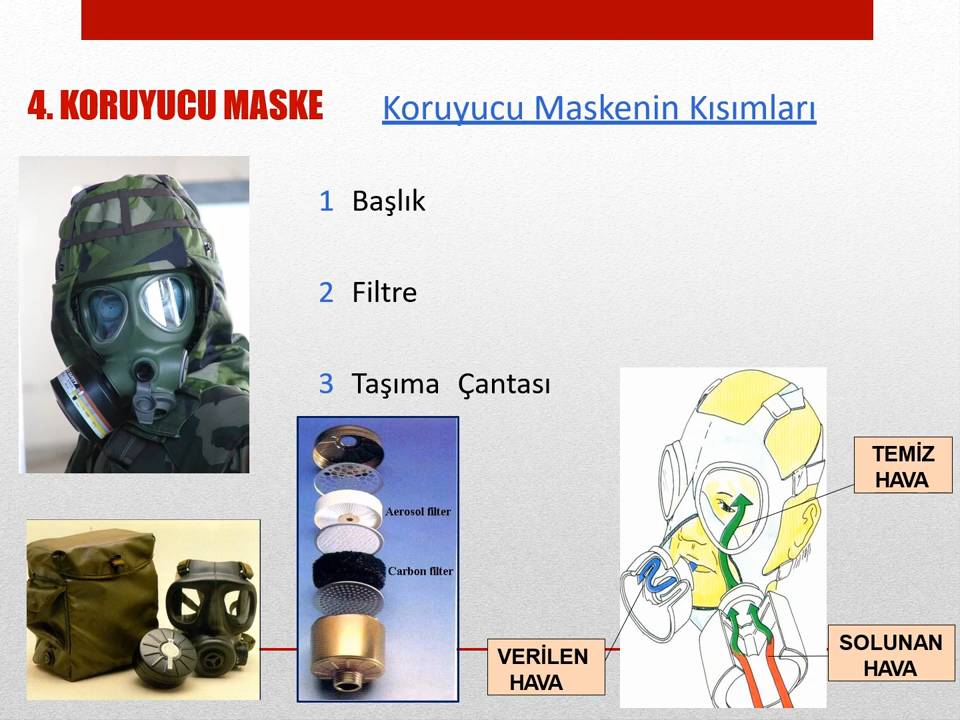 4. KORUYUCU MASKE
Koruyucu Maskenin Kısımları
1 Başlık
2 Filtre
3 Taşıma Çantası
Aerosol filter
Carbon filter
TEMİZ
HAVA
VERİLEN
HAVA
SOLUNAN
HAVA